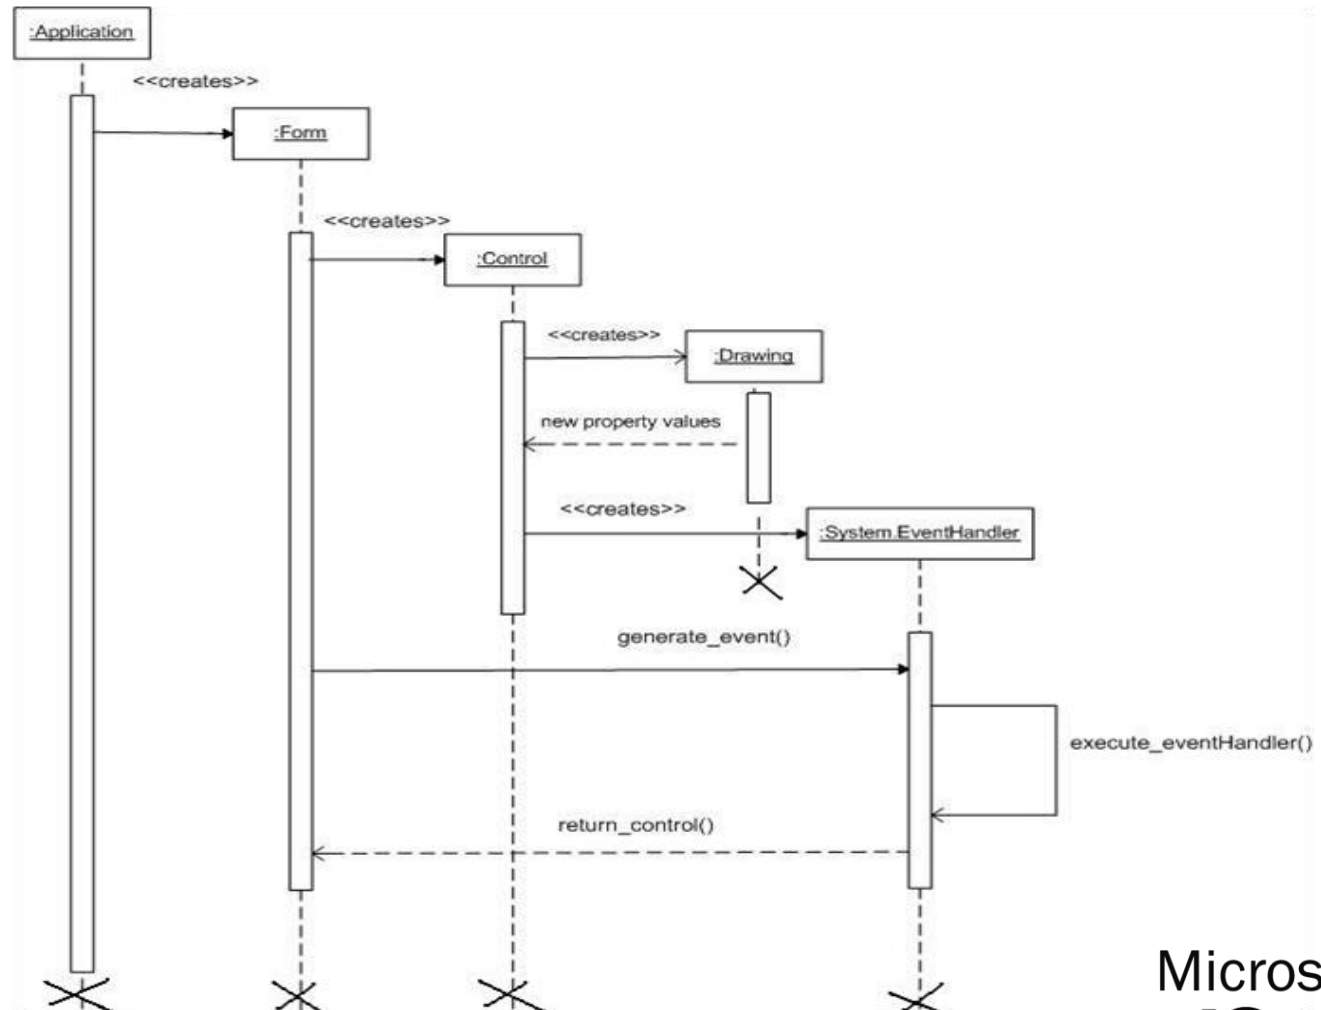 :Application
<<creates>>
:Form
<<creates>>
:Control
<<creates>>
:Drawing
new property values
<<creates>>
:System.EventHandler
generate_event()
execute_eventHandler()
return_control()
Micros